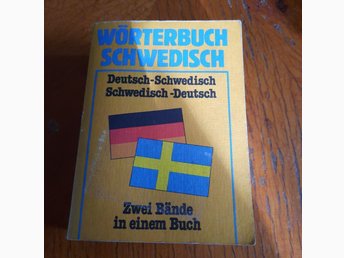 WÖRTERBUCH
SCHWEDISCH
Deutsch-Schwedisch
Schwedisch-Deutsch
Zwei Bände
in einem Buch